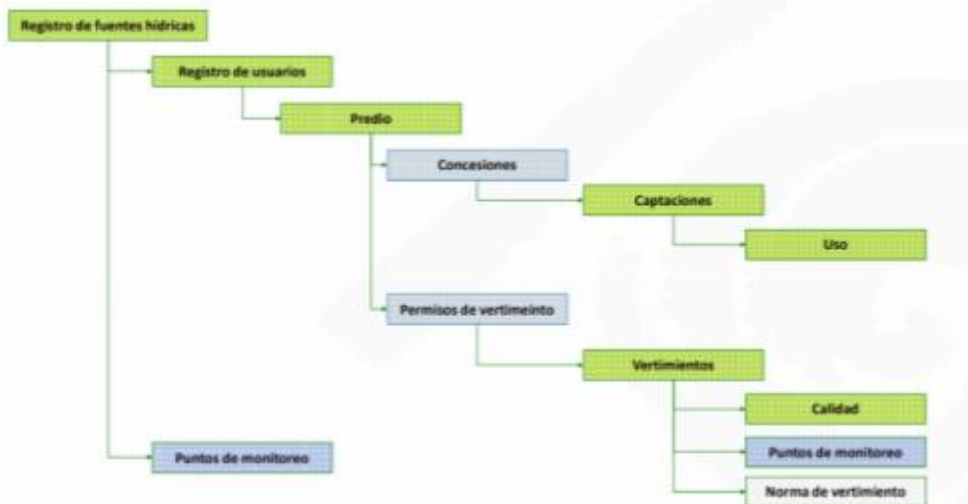 Registro de fuentes hídricas
Registro de usuarios
Predio
Concesiones
Captaciones
Uso
Permisos de vertimeinto
Vertimientos
Calidad
Puntos de monitoreo
Puntos de monitoreo
Norma de vertimiento